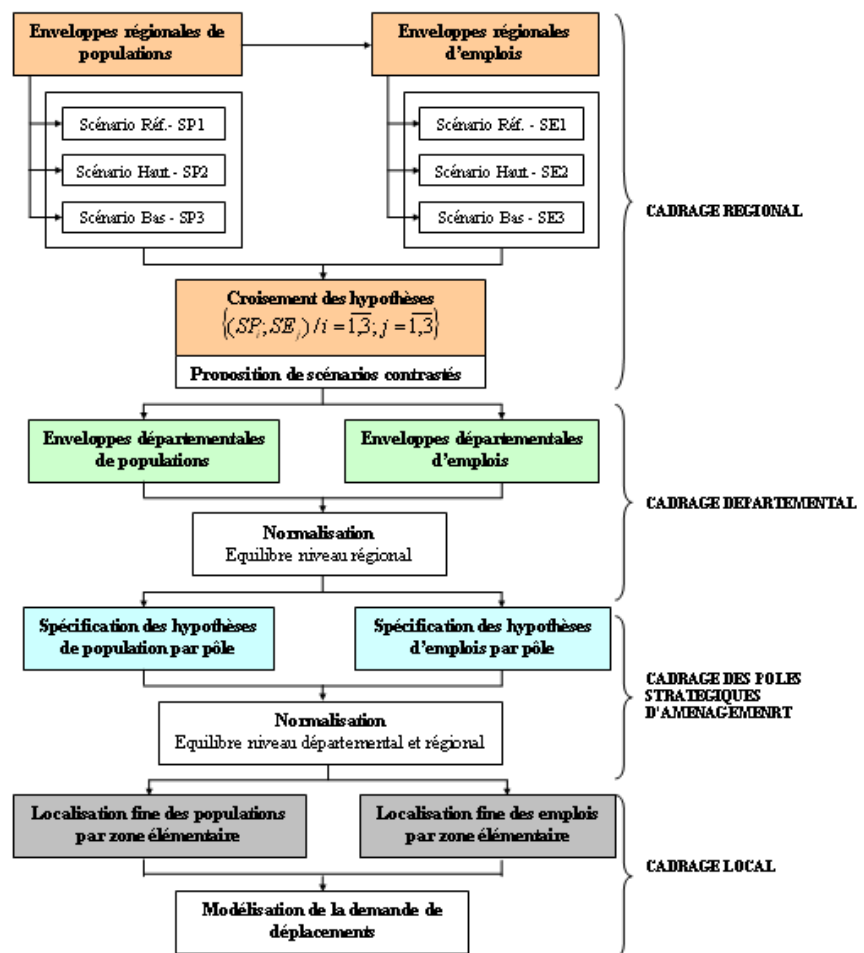 Enveloppes régionales de
populations
Enveloppes régionales
d'emplois
Scénario Réf.- SP1
Scénario Haut - SP2
Scénario Bas - SP3
Scénario Réf. - SE1
Scénario Haut - SE2
Scénario Bas - SE3
CADRAGE REGIONAL
Croisement des hypothèses
{(SP_i; SE_j) / i = \overline{1,3}; j = \overline{1,3}}
Proposition de scénarios contrastés
Enveloppes départementales
de populations
Enveloppes départementales
d'emplois
CADRAGE DEPARTEMENTAL
Normalisation
Equilibre niveau régional
Spécification des hypothèses
de population par pôle
Spécification des hypothèses
d'emplois par pôle
CADRAGE DES POLES
STRATEGIQUES
D'AMENAGEMENRT
Normalisation
Equilibre niveau départemental et régional
Localisation fine des populations
par zone élémentaire
Localisation fine des emplois
par zone élémentaire
CADRAGE LOCAL
Modélisation de la demande de
déplacements